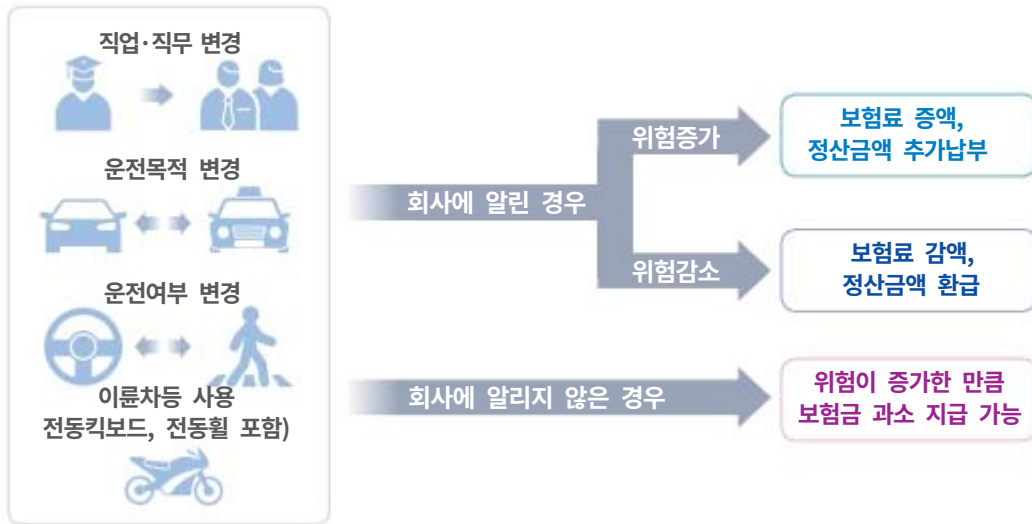 직업·직무 변경
운전목적 변경
운전여부 변경
이륜차등 사용
전동킥보드, 전동휠 포함)
회사에 알린 경우
위험증가
보험료 증액,
정산금액 추가납부
위험감소
보험료 감액,
정산금액 환급
회사에 알리지 않은 경우
위험이 증가한 만큼
보험금 과소 지급 가능